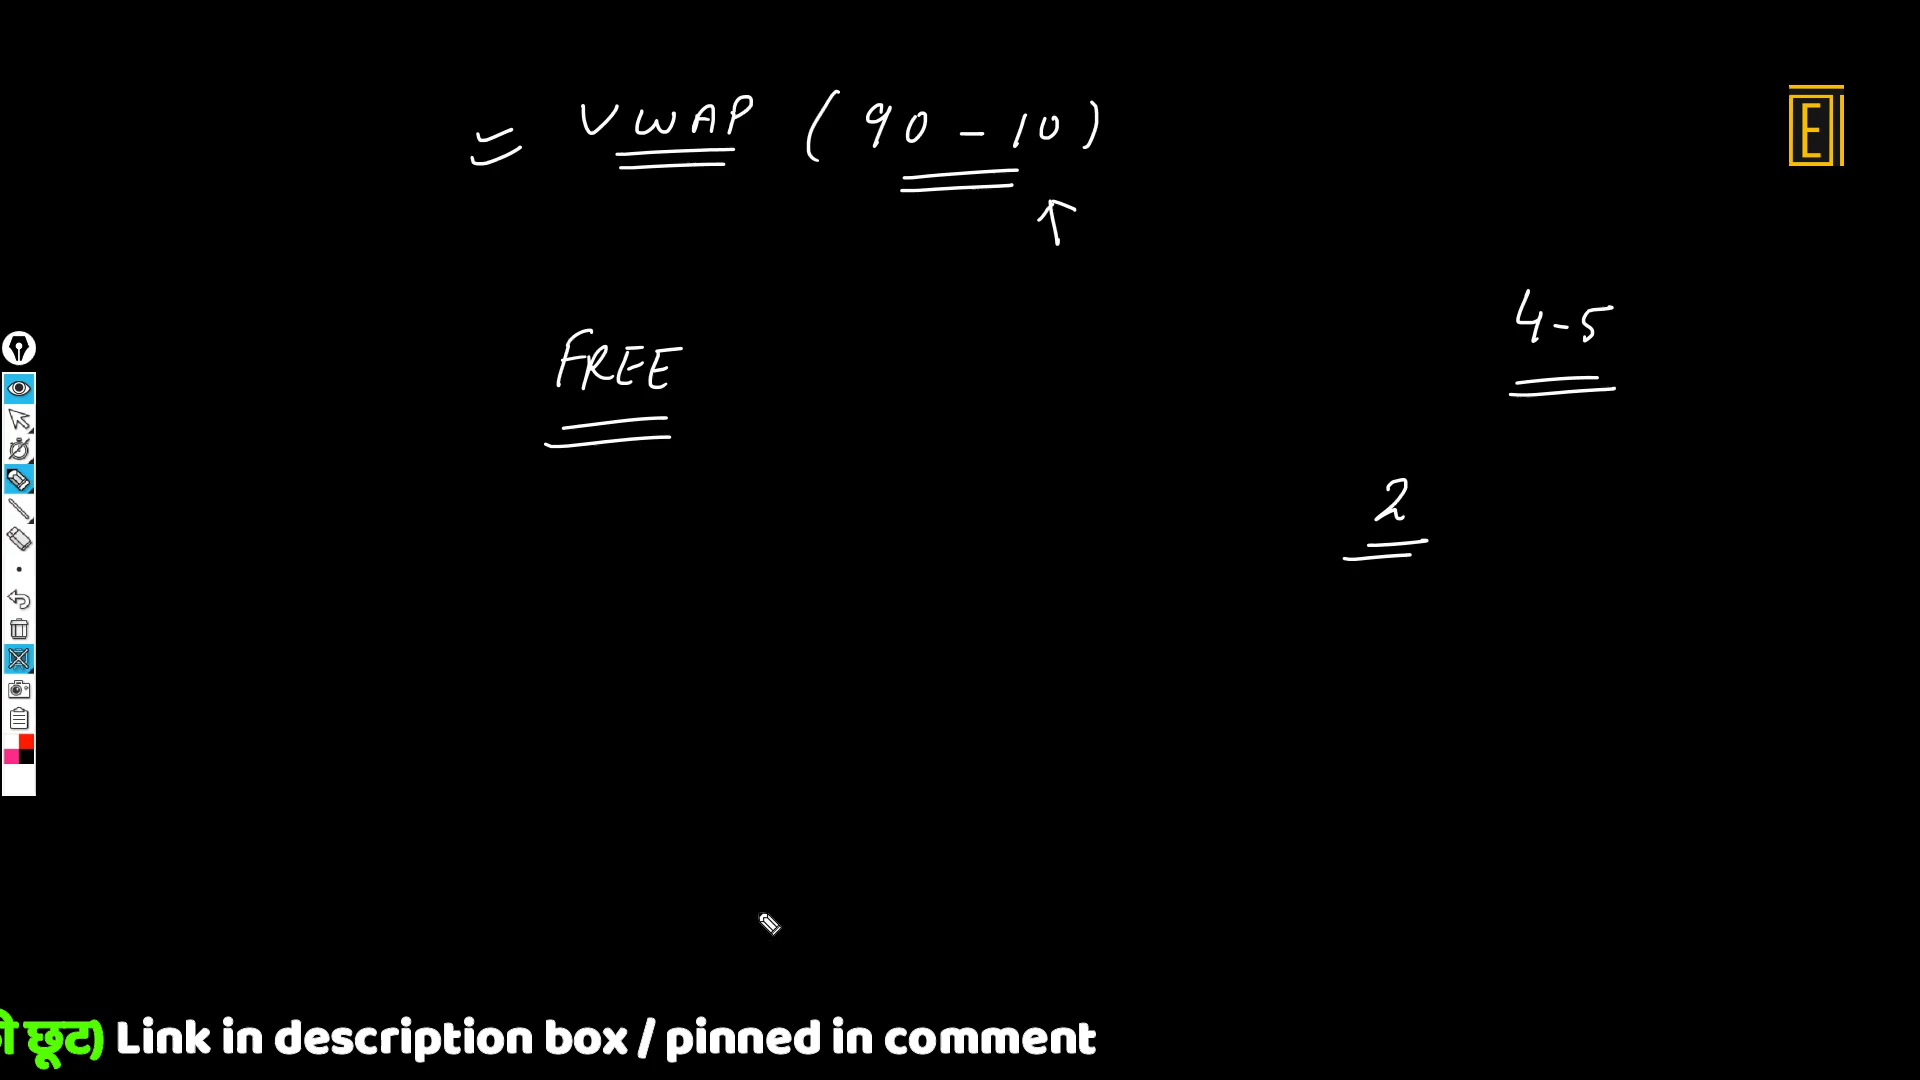 = VWAP (90-10)
E
4-5
FREE
2
छूट) Link in description box / pinned in comment